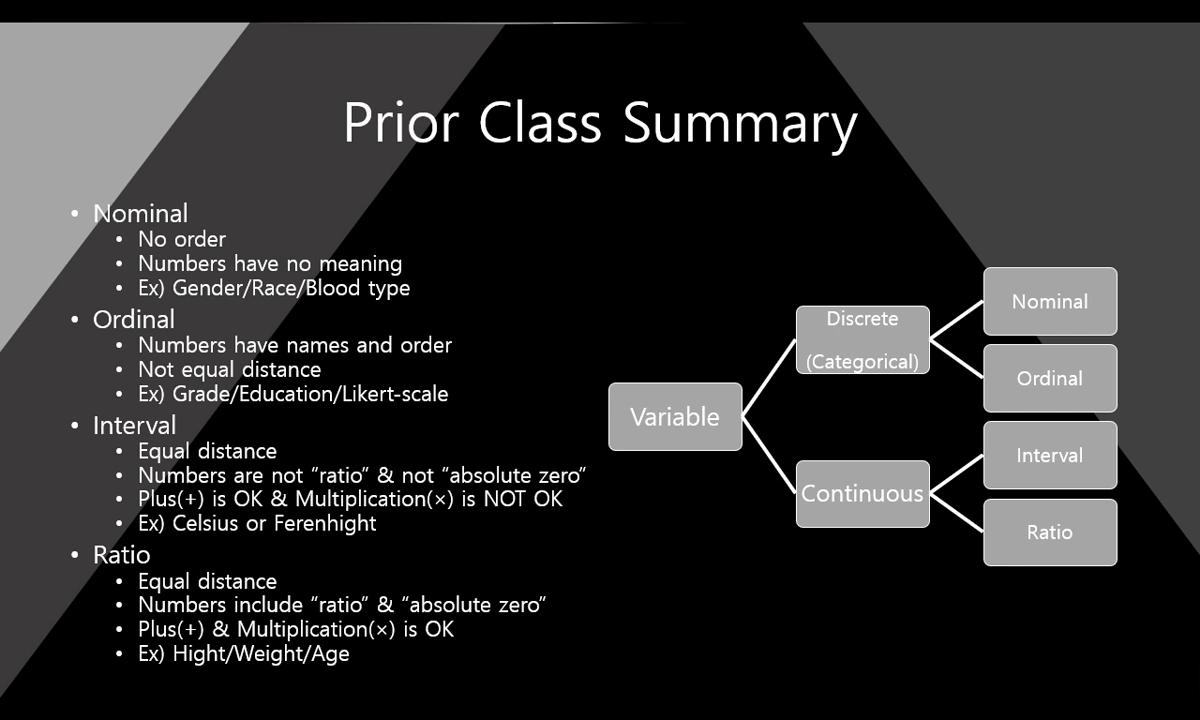 Prior Class Summary
• Nominal
• No order
• Numbers have no meaning
• Ex) Gender/Race/Blood type
• Ordinal
• Numbers have names and order
• Not equal distance
• Ex) Grade/Education/Likert-scale
• Interval
• Equal distance
• Numbers are not “ratio” & not “absolute zero”
• Plus(+) is OK & Multiplication(×) is NOT OK
• Ex) Celsius or Ferenhight
• Ratio
• Equal distance
• Numbers include “ratio” & “absolute zero”
• Plus(+) & Multiplication(×) is OK
• Ex) Hight/Weight/Age
Variable
Discrete
(Categorical)
Continuous
Nominal
Ordinal
Interval
Ratio